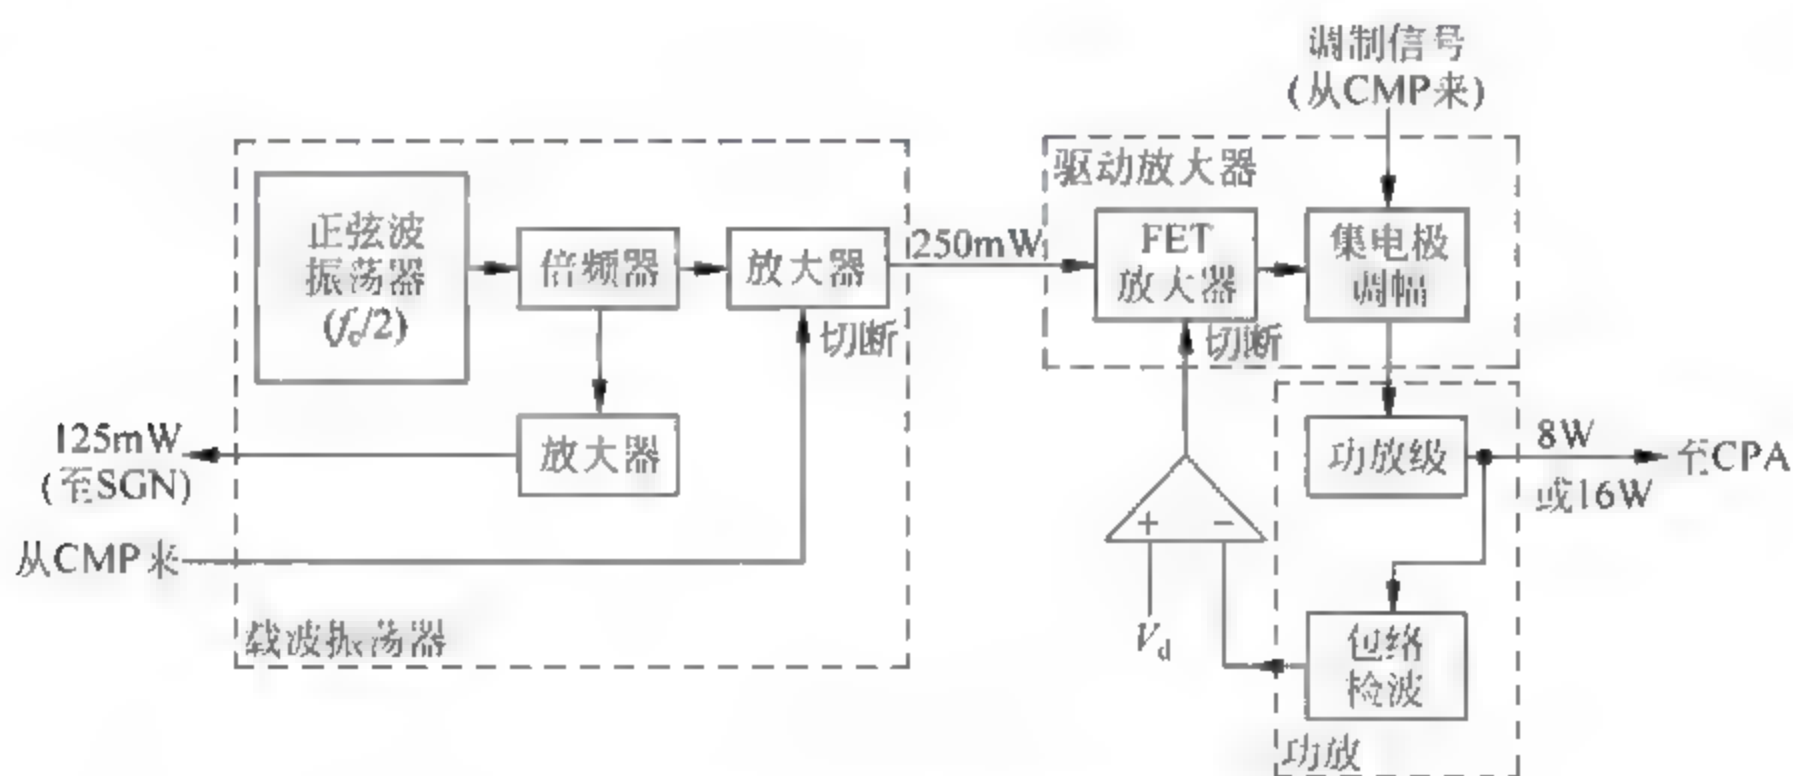 调制信号
(从CMP来)
驱动放大器
正弦波
振荡器
(fc/2)
倍频器
放大器
250mW
FET
放大器
集电极
调幅
切断
切断
125mW
(至SGN)
放大器
功放级
8W
或16W
至CPA
+
−
从CMP来
Vd
包络
检波
载波振荡器
功放